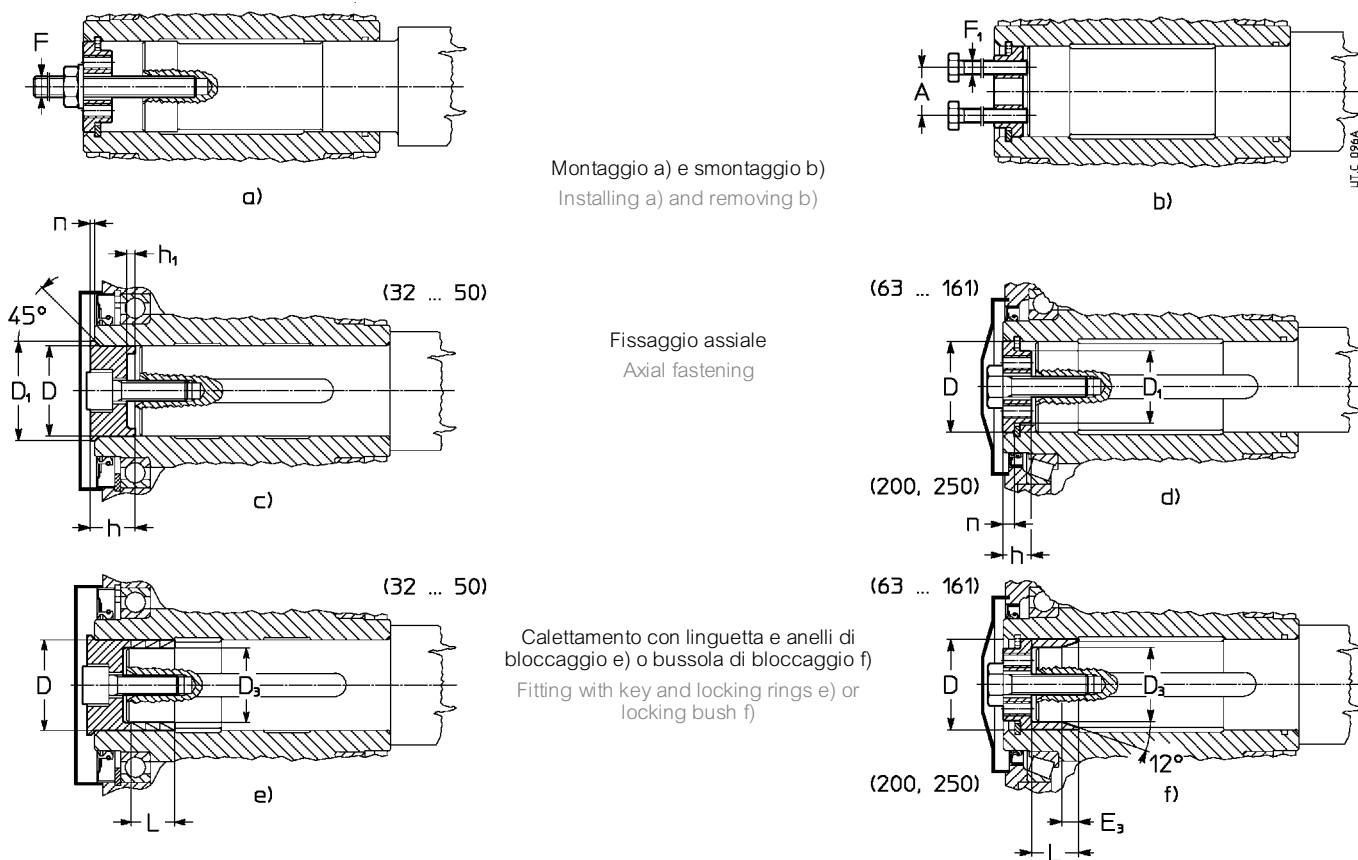 F
a)
F₁
A
b)
UT.C 096A
Montaggio a) e smontaggio b)
Installing a) and removing b)
n
h₁
45°
D₁
D
h
c)
(32 ... 50)
Fissaggio assiale
Axial fastening
(63 ... 161)
D
D₁
(200, 250)
n
h
d)
(32 ... 50)
D
D₃
L
e)
Calettamento con linguetta e anelli di
bloccaggio e) o bussola di bloccaggio f)
Fitting with key and locking rings e) or
locking bush f)
(63 ... 161)
D
D₃
12°
(200, 250)
f)
E₃
L